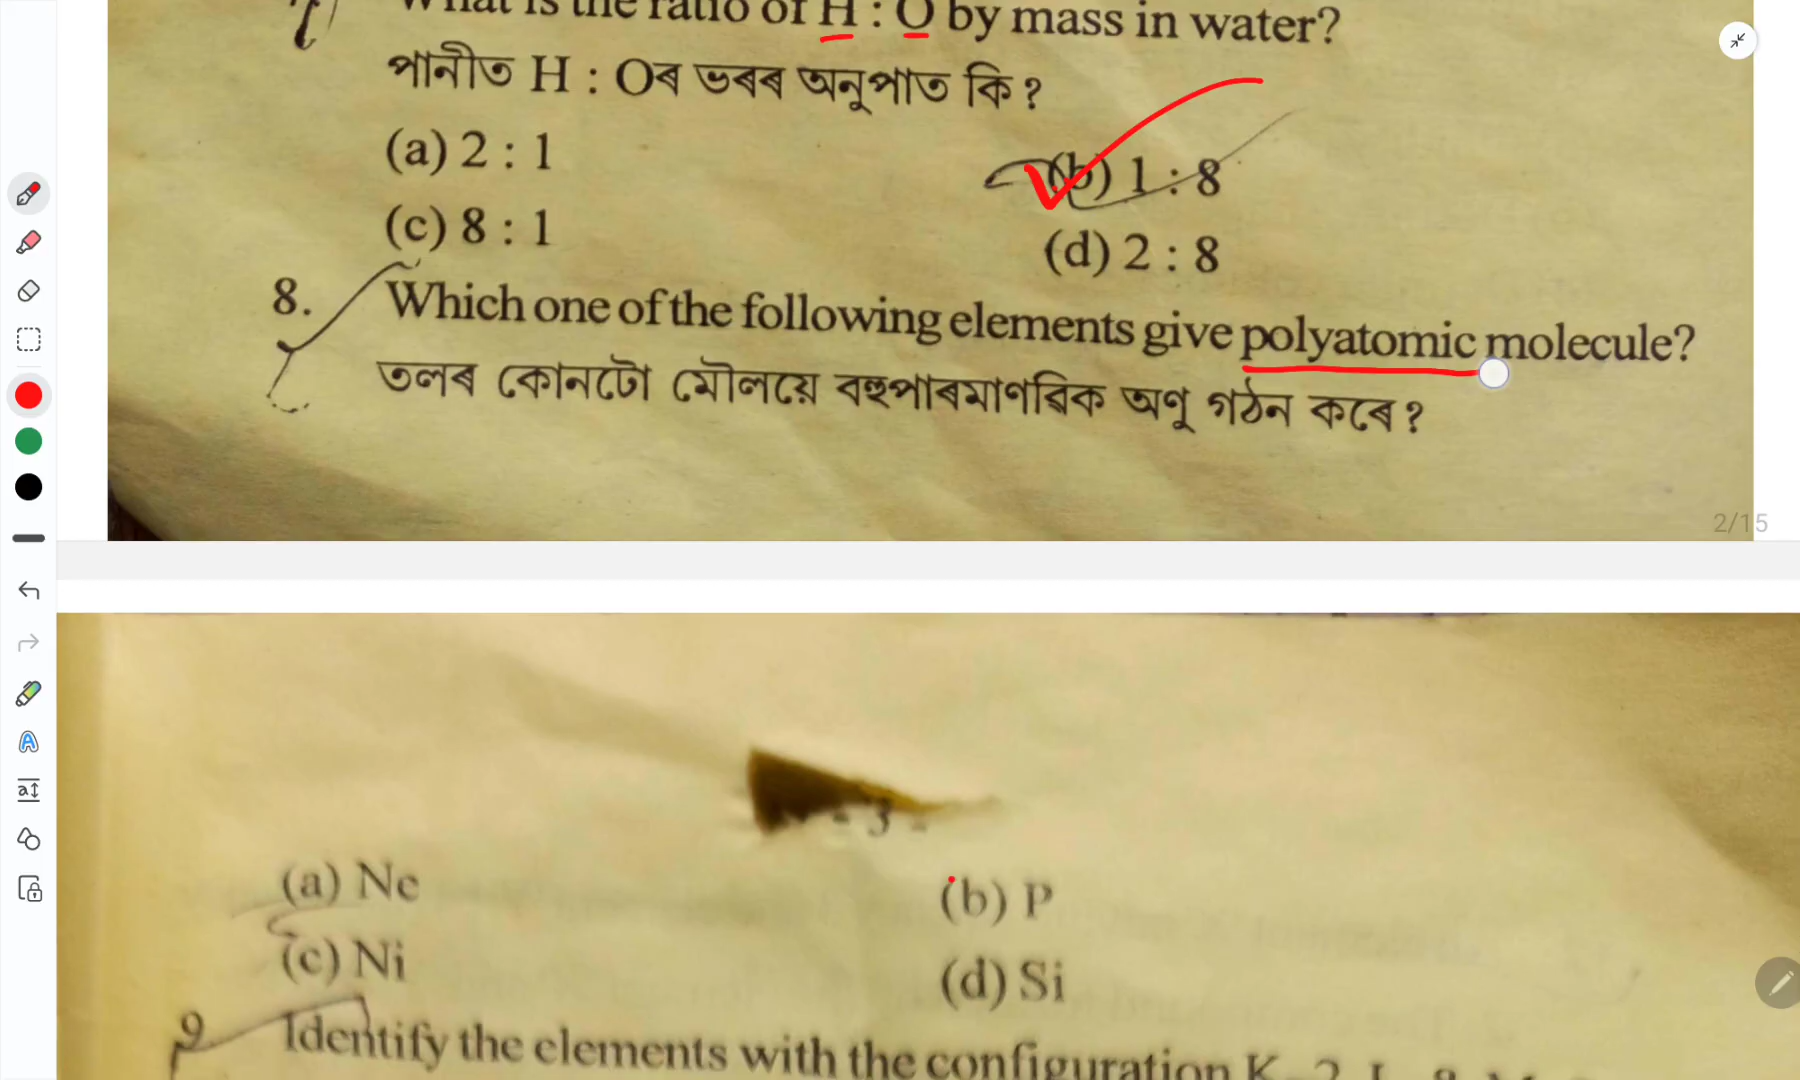 What is the ratio of H : O by mass in water?
পানীত H : Oৰ ভৰৰ অনুপাত কি ?
(a) 2 : 1
(b) 1 : 8
(c) 8 : 1
(d) 2 : 8
8. Which one of the following elements give polyatomic molecule?
তলৰ কোনটো মৌলয়ে বহুপাৰমাণৱিক অণু গঠন কৰে ?
2/15
- 3 -
(a) Ne
(b) P
(c) Ni
(d) Si
9 Identify the elements with the configuration K